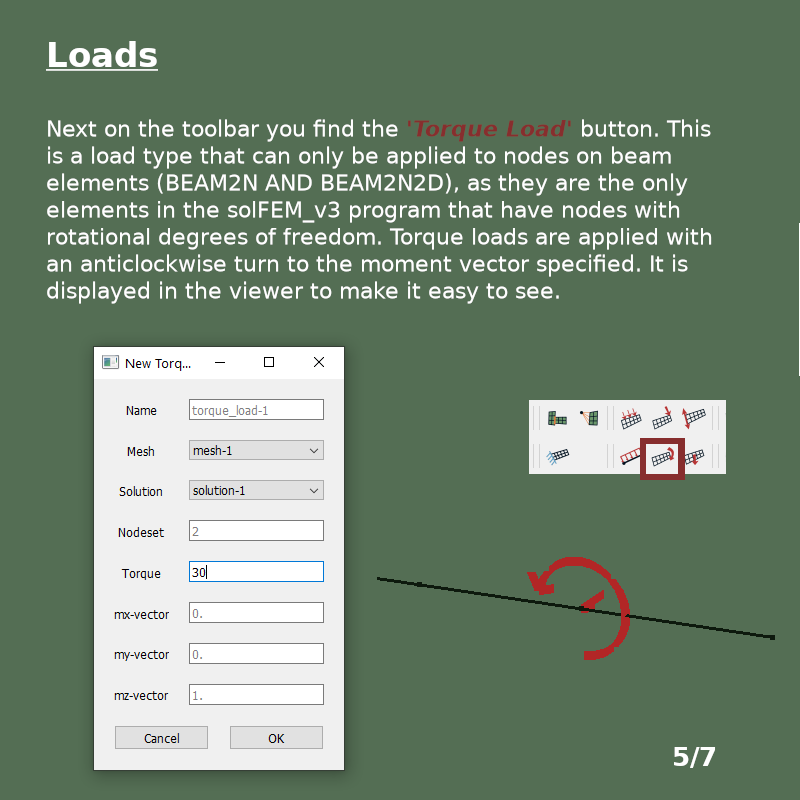 Loads
Next on the toolbar you find the 'Torque Load' button. This
is a load type that can only be applied to nodes on beam
elements (BEAM2N AND BEAM2N2D), as they are the only
elements in the solFEM_v3 program that have nodes with
rotational degrees of freedom. Torque loads are applied with
an anticlockwise turn to the moment vector specified. It is
displayed in the viewer to make it easy to see.
New Torq...
Name torque_load-1
Mesh mesh-1
Solution solution-1
Nodeset 2
Torque 30
mx-vector 0.
my-vector 0.
mz-vector 1.
Cancel OK
5/7